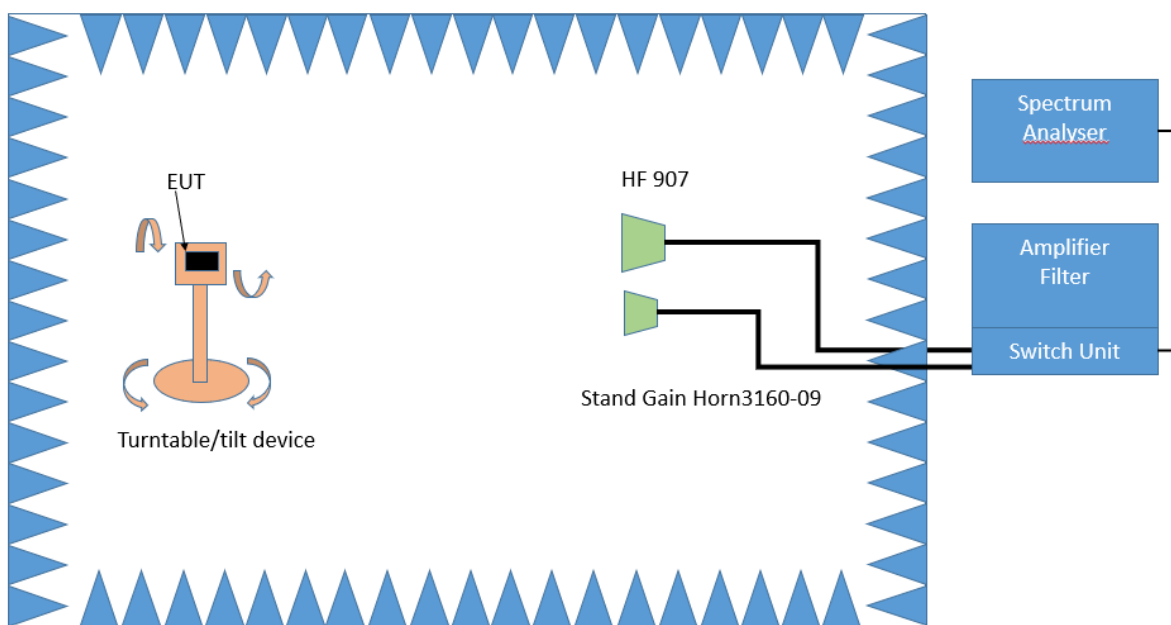 EUT
Turntable/tilt device
HF 907
Stand Gain Horn3160-09
Spectrum
Analyser
Amplifier
Filter
Switch Unit